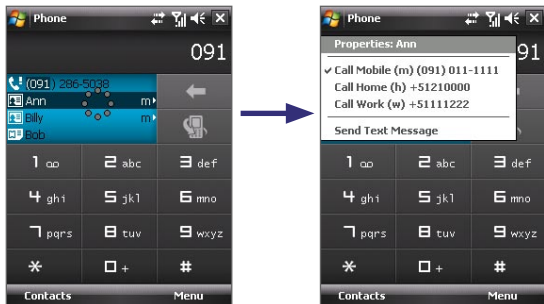 Phone
091
(091) 286-5038
Ann m
Billy m
Bob
1 2 abc 3 def
4 ghi 5 jkl 6 mno
7 pqrs 8 tuv 9 wxyz
* 0 + #
Contacts Menu
Phone
91
Properties: Ann
Call Mobile (m) (091) 011-1111
Call Home (h) +51210000
Call Work (w) +51111222
Send Text Message
1 2 abc 3 def
4 ghi 5 jkl 6 mno
7 pqrs 8 tuv 9 wxyz
* 0 + #
Contacts Menu